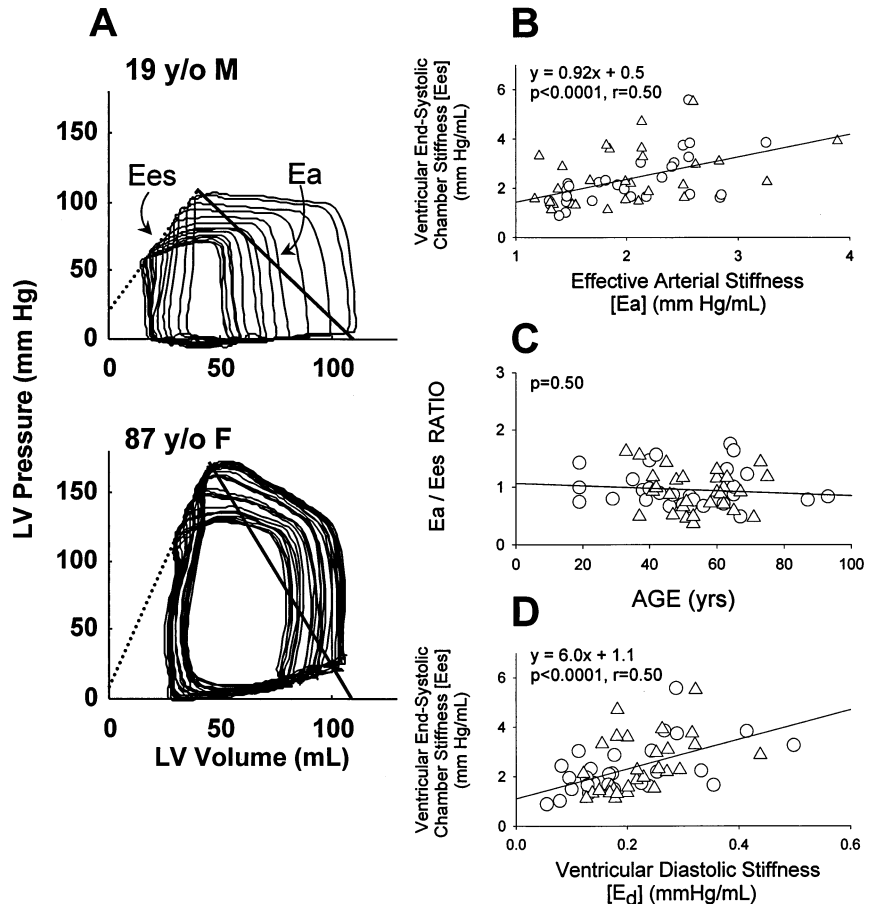 A
19 y/o M
150
100
50
0
Ees
Ea
0
50
100
87 y/o F
150
100
50
0
0
50
100
LV Pressure (mm Hg)
LV Volume (mL)
B
y = 0.92x + 0.5
p<0.0001, r=0.50
Ventricular End-Systolic
Chamber Stiffness [Ees]
(mm Hg/mL)
6
4
2
0
1
2
3
4
Effective Arterial Stiffness
[Ea] (mm Hg/mL)
C
p=0.50
Ea / Ees RATIO
3
2
1
0
0
20
40
60
80
100
AGE (yrs)
D
y = 6.0x + 1.1
p<0.0001, r=0.50
Ventricular End-Systolic
Chamber Stiffness [Ees]
(mm Hg/mL)
6
4
2
0
0.0
0.2
0.4
0.6
Ventricular Diastolic Stiffness
[Ed] (mmHg/mL)